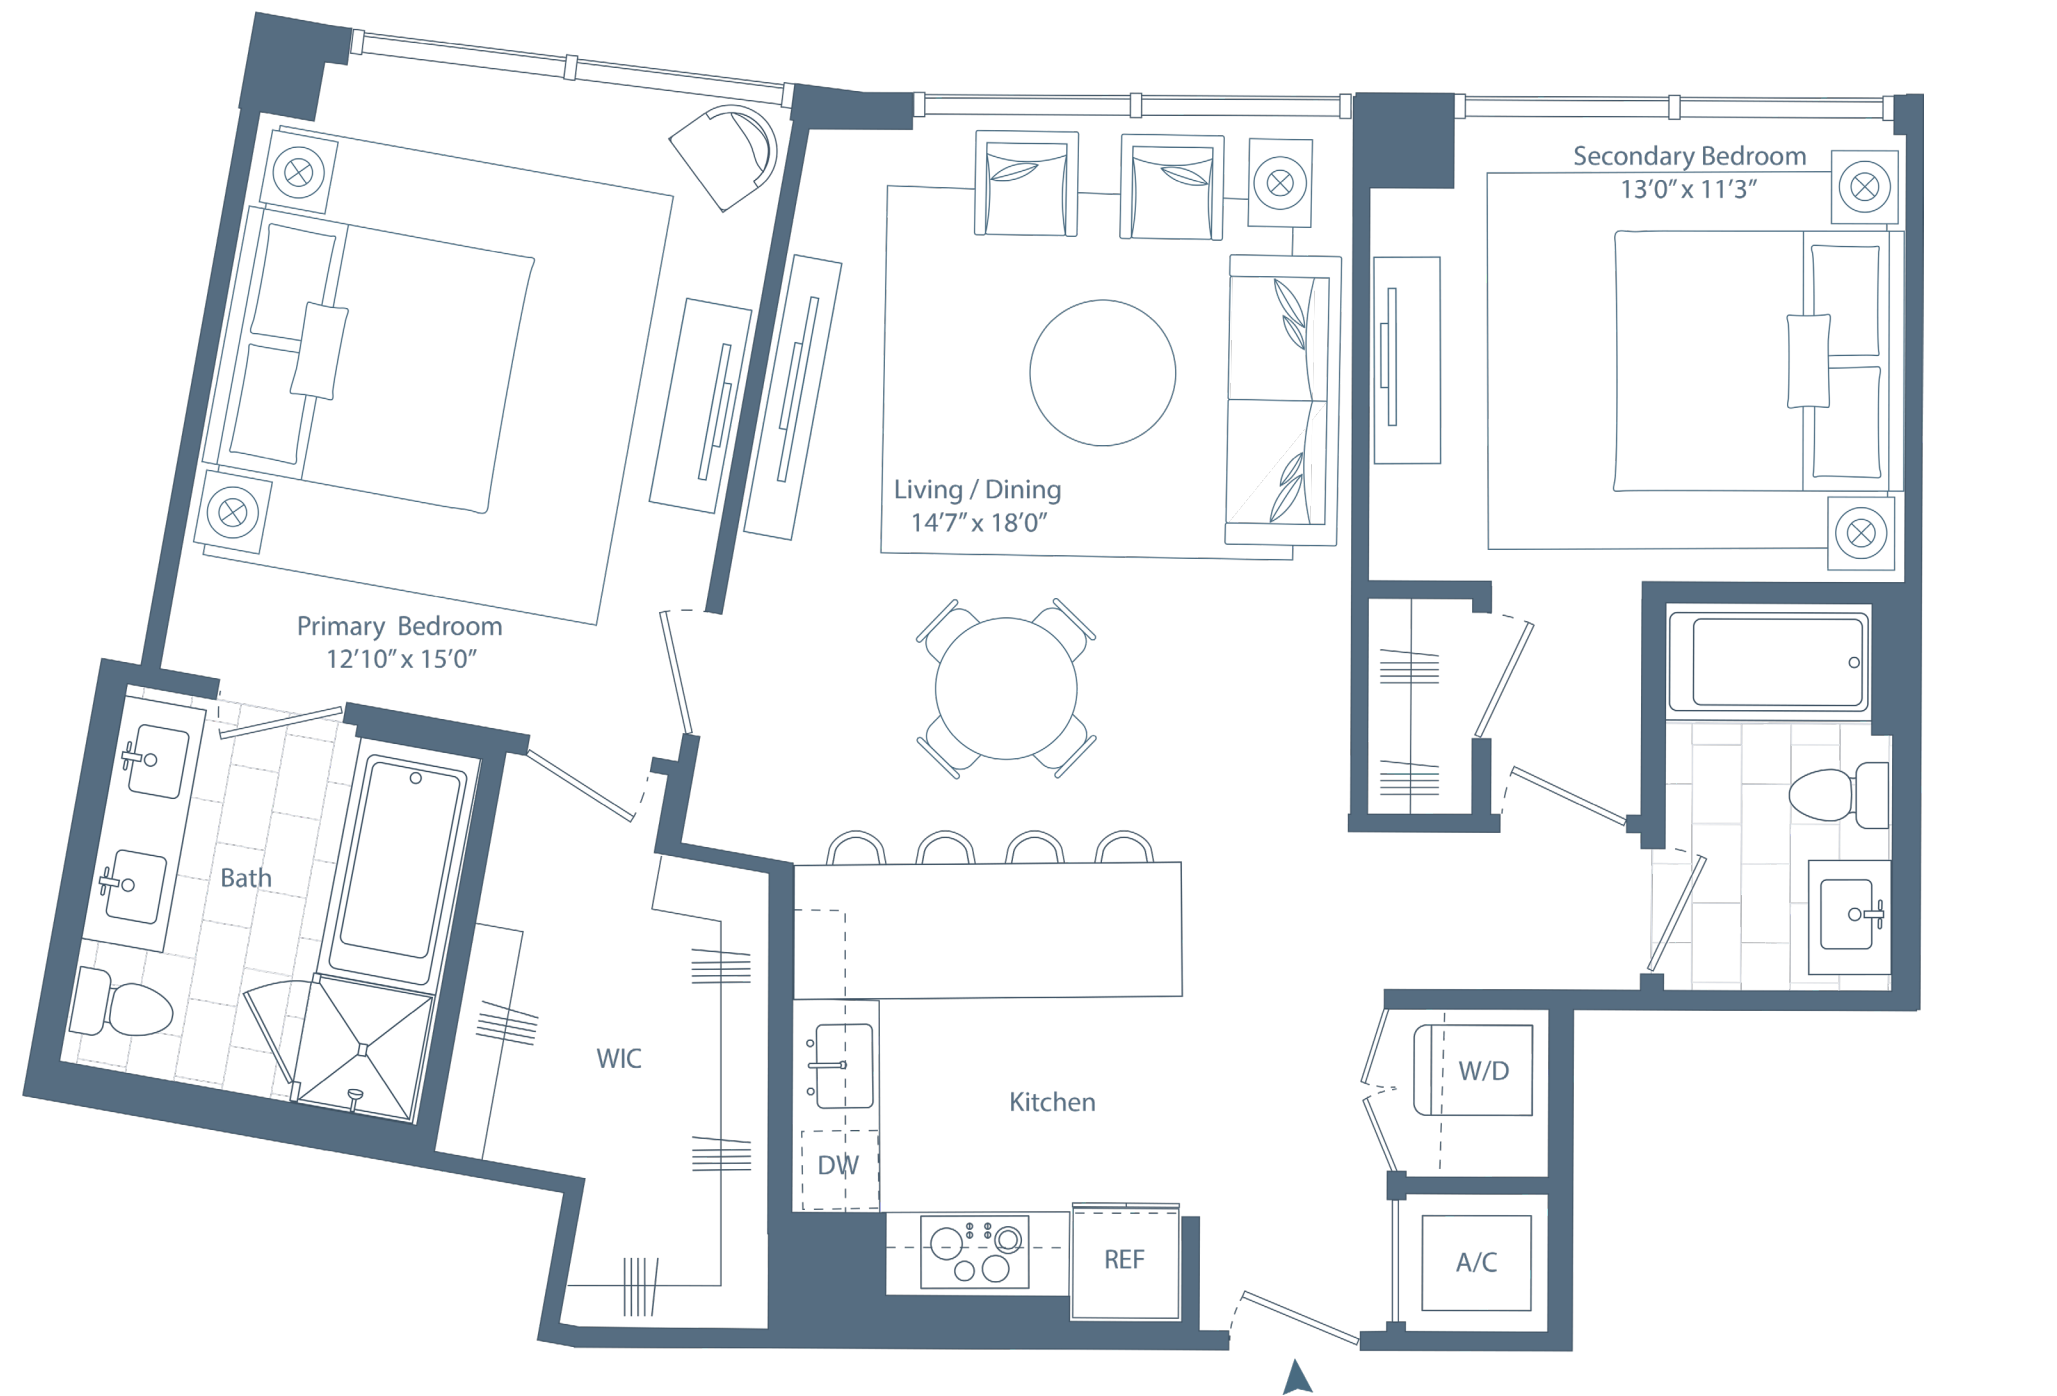 Secondary Bedroom
13’0” x 11’3”
Living / Dining
14’7” x 18’0”
Primary Bedroom
12’10” x 15’0”
Bath
WIC
Kitchen
W/D
DW
REF
A/C